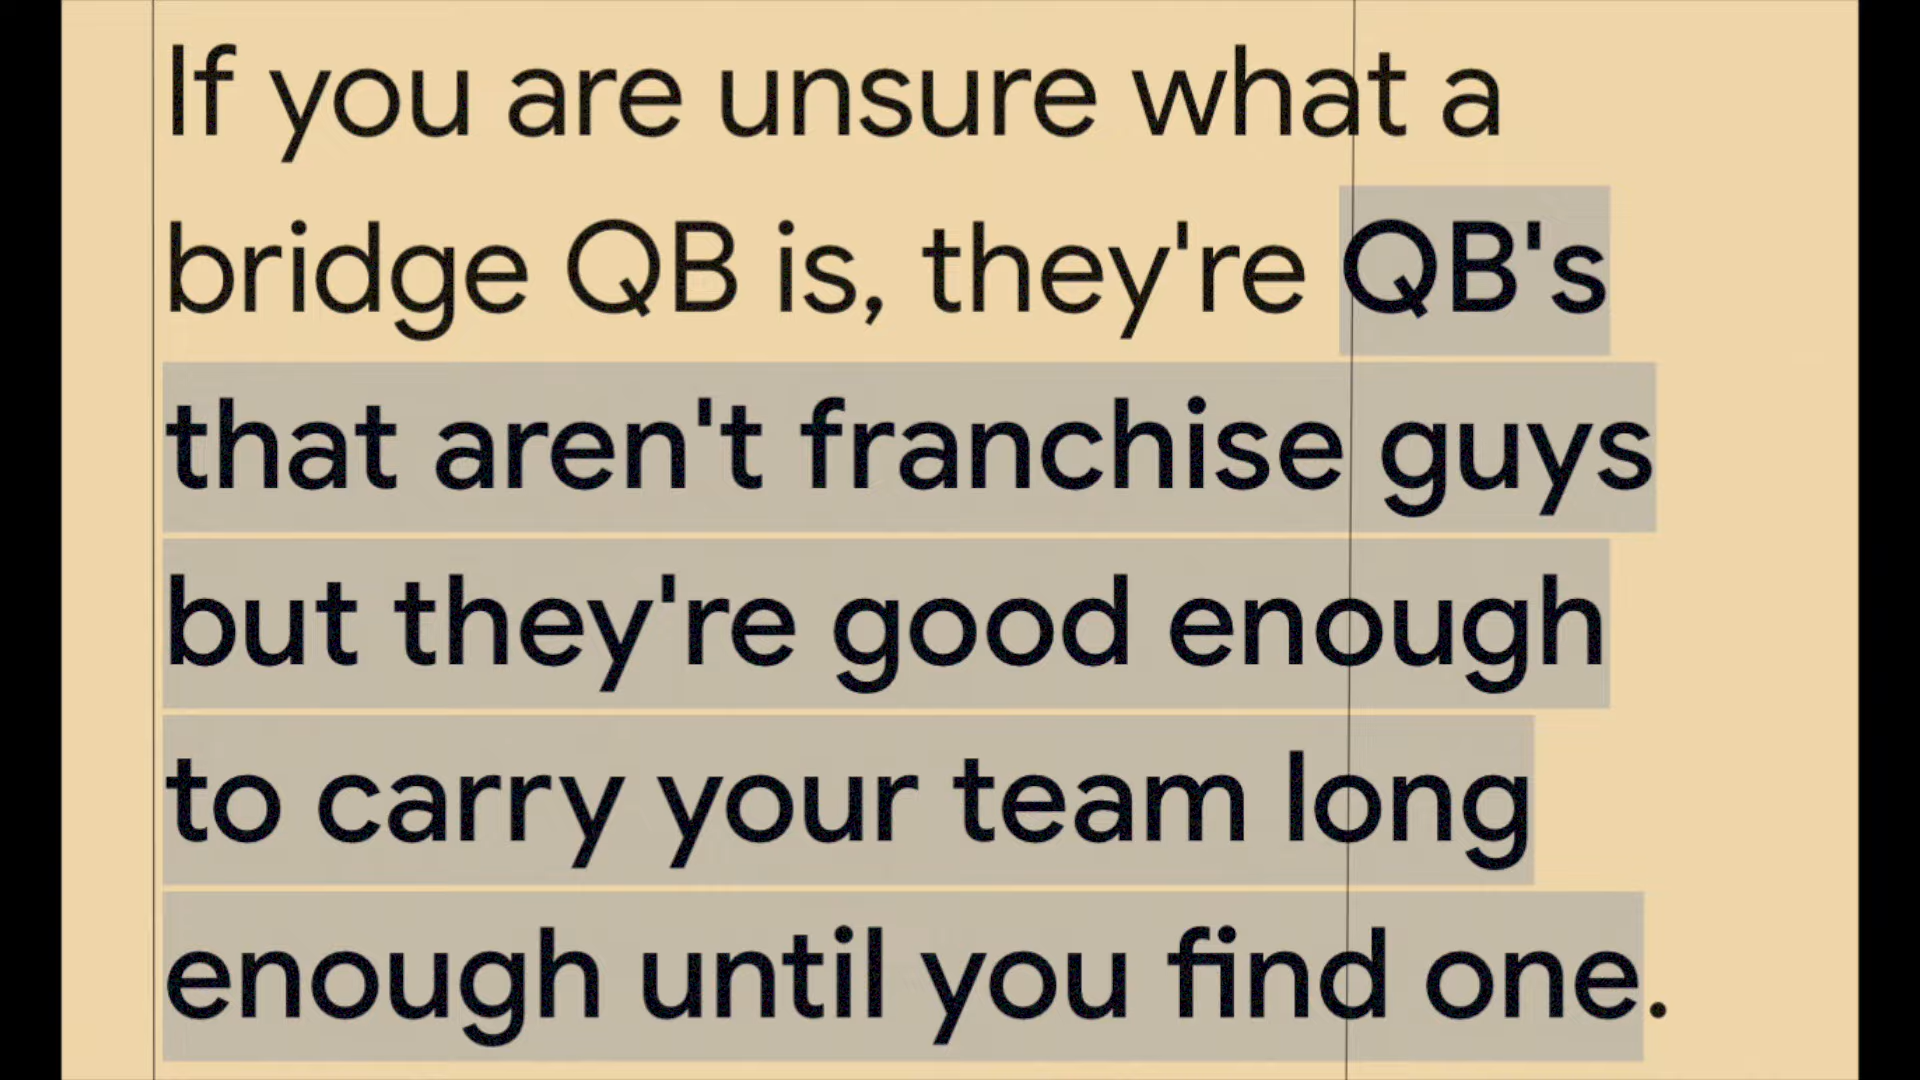 If you are unsure what a
bridge QB is, they're QB's
that aren't franchise guys
but they're good enough
to carry your team long
enough until you find one.